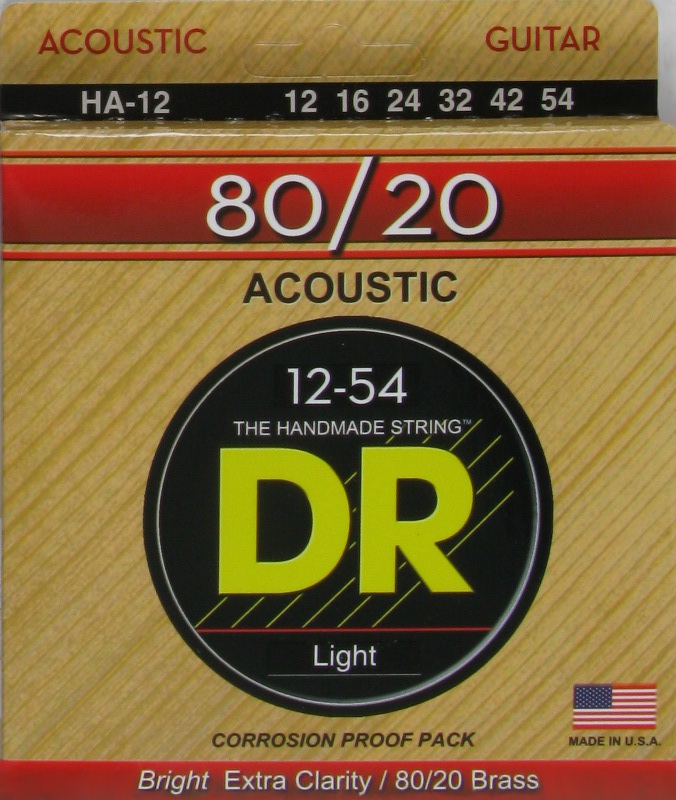 ACOUSTIC GUITAR
HA-12 12 16 24 32 42 54
80/20
ACOUSTIC
12-54
THE HANDMADE STRING™
DR
Light
CORROSION PROOF PACK
MADE IN U.S.A.
Bright Extra Clarity / 80/20 Brass